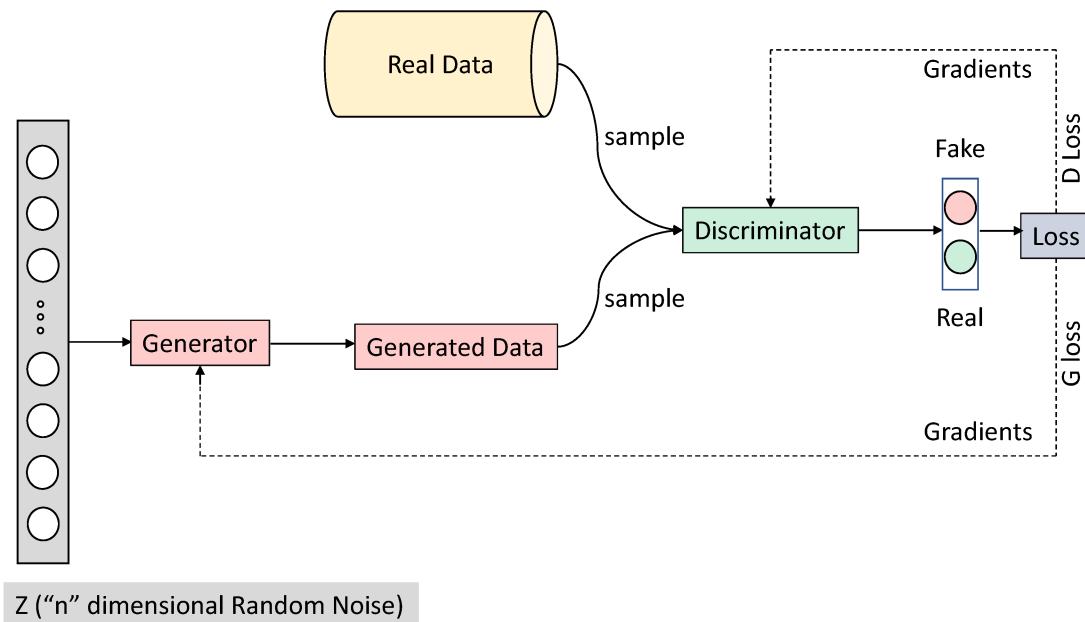 Real Data
Gradients
sample
Fake
D Loss
Discriminator
Loss
sample
Real
Generator
Generated Data
G loss
Gradients
Z (“n” dimensional Random Noise)